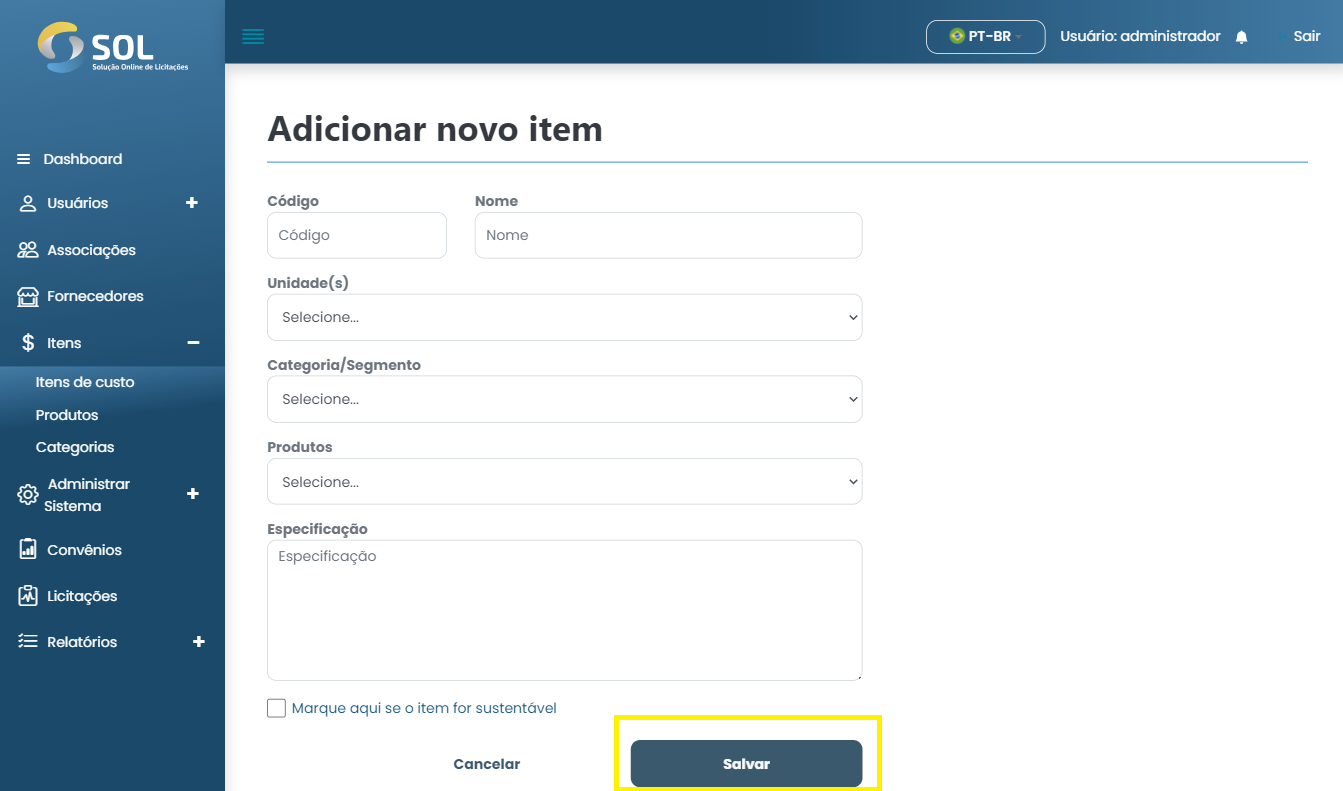 SOL
Solução Online de Licitações
PT-BR
Usuário: administrador
Sair
Dashboard
Usuários
Associações
Fornecedores
Itens
Itens de custo
Produtos
Categorias
Administrar
Sistema
Convênios
Licitações
Relatórios
Adicionar novo item
Código
Nome
Código
Nome
Unidade(s)
Selecione...
Categoria/Segmento
Selecione...
Produtos
Selecione...
Especificação
Especificação
Marque aqui se o item for sustentável
Cancelar
Salvar